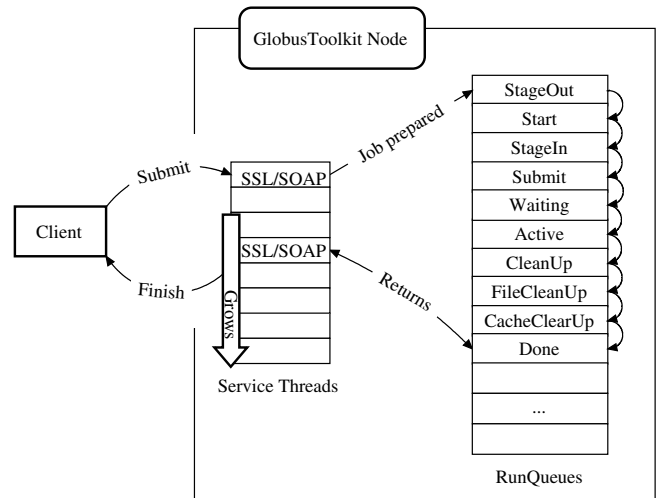 GlobusToolkit Node
StageOut
Start
StageIn
Submit
Waiting
Active
CleanUp
FileCleanUp
CacheClearUp
Done
...
RunQueues
Job prepared
Returns
SSL/SOAP
SSL/SOAP
Grows
Service Threads
Submit
Client
Finish